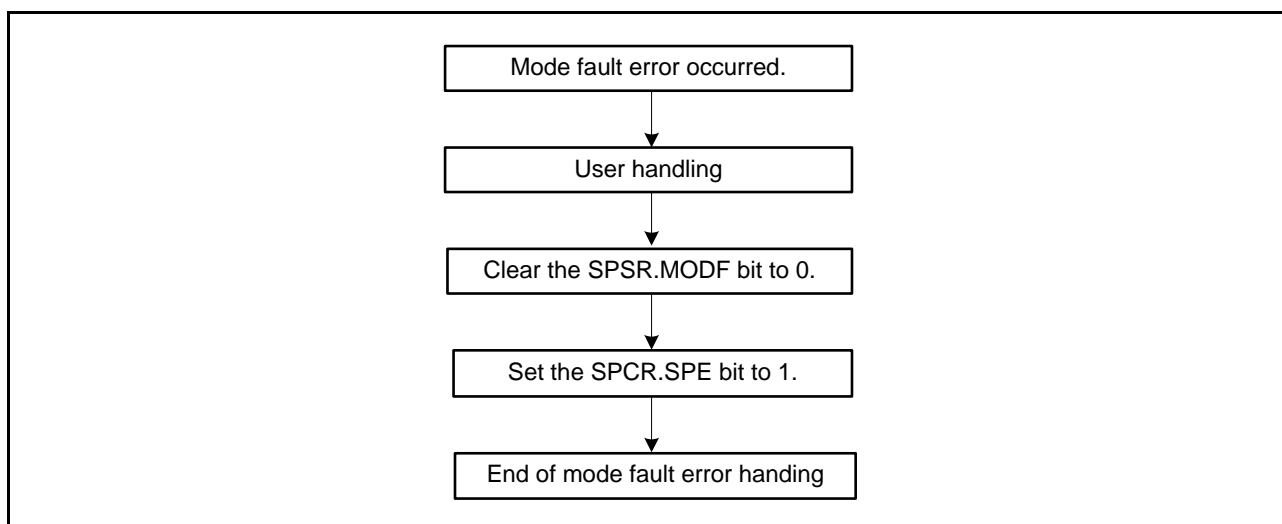 Mode fault error occurred.
User handling
Clear the SPSR.MODF bit to 0.
Set the SPCR.SPE bit to 1.
End of mode fault error handing